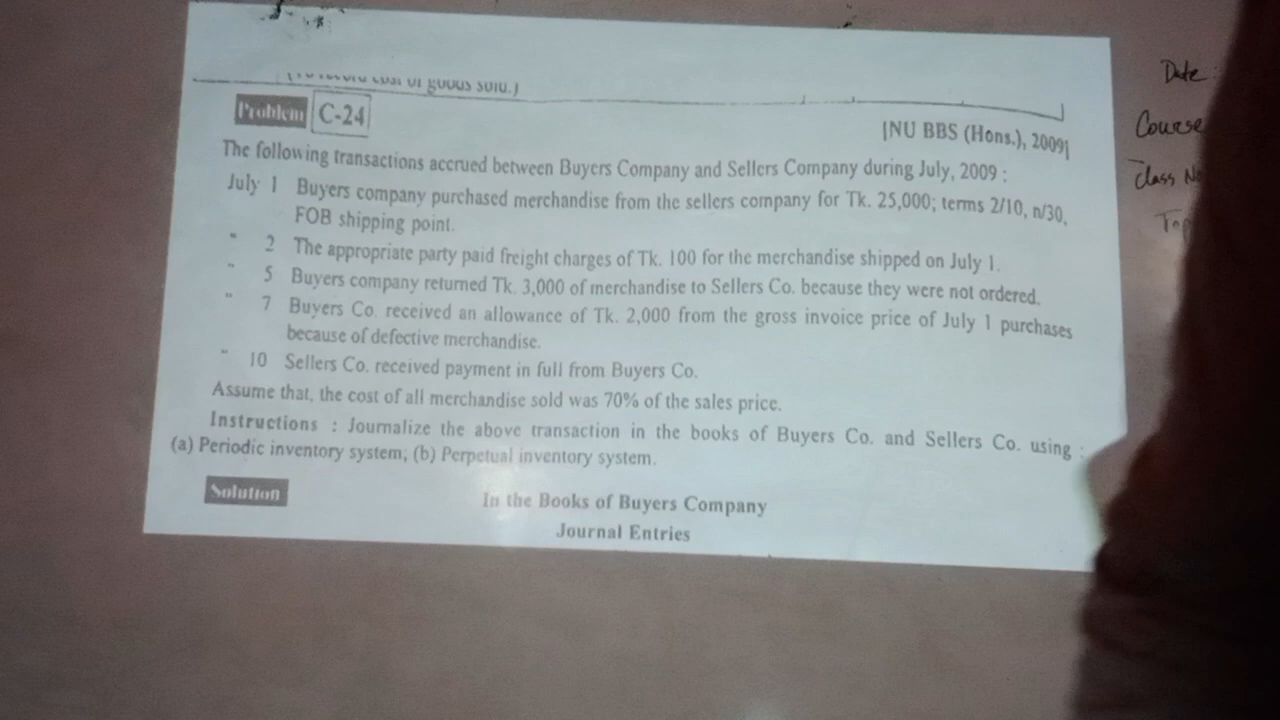 cost of goods sold.)
Problem C-24
[NU BBS (Hons.), 2009]
The following transactions accrued between Buyers Company and Sellers Company during July, 2009 :
July 1 Buyers company purchased merchandise from the sellers company for Tk. 25,000; terms 2/10, n/30,
FOB shipping point.
" 2 The appropriate party paid freight charges of Tk. 100 for the merchandise shipped on July 1.
" 5 Buyers company returned Tk. 3,000 of merchandise to Sellers Co. because they were not ordered.
" 7 Buyers Co. received an allowance of Tk. 2,000 from the gross invoice price of July 1 purchases
because of defective merchandise.
" 10 Sellers Co. received payment in full from Buyers Co.
Assume that, the cost of all merchandise sold was 70% of the sales price.
Instructions : Journalize the above transaction in the books of Buyers Co. and Sellers Co. using :
(a) Periodic inventory system; (b) Perpetual inventory system.
Solution
In the Books of Buyers Company
Journal Entries
Date :
Course
Class No
Top